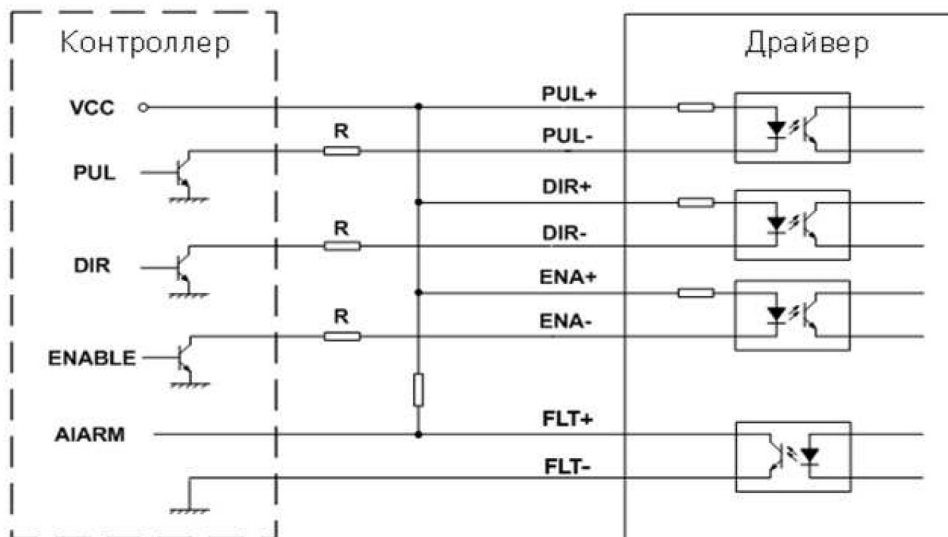 Контроллер
Драйвер
VCC
PUL+
R
PUL-
PUL
DIR+
R
DIR-
DIR
ENA+
R
ENA-
ENABLE
AIARM
FLT+
FLT-